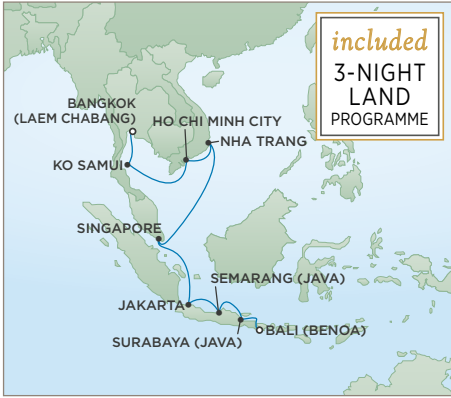 included
3-NIGHT
LAND
PROGRAMME
BANGKOK
(LAEM CHABANG)
HO CHI MINH CITY
NHA TRANG
KO SAMUI
SINGAPORE
SEMARANG (JAVA)
JAKARTA
BALI (BENOA)
SURABAYA (JAVA)